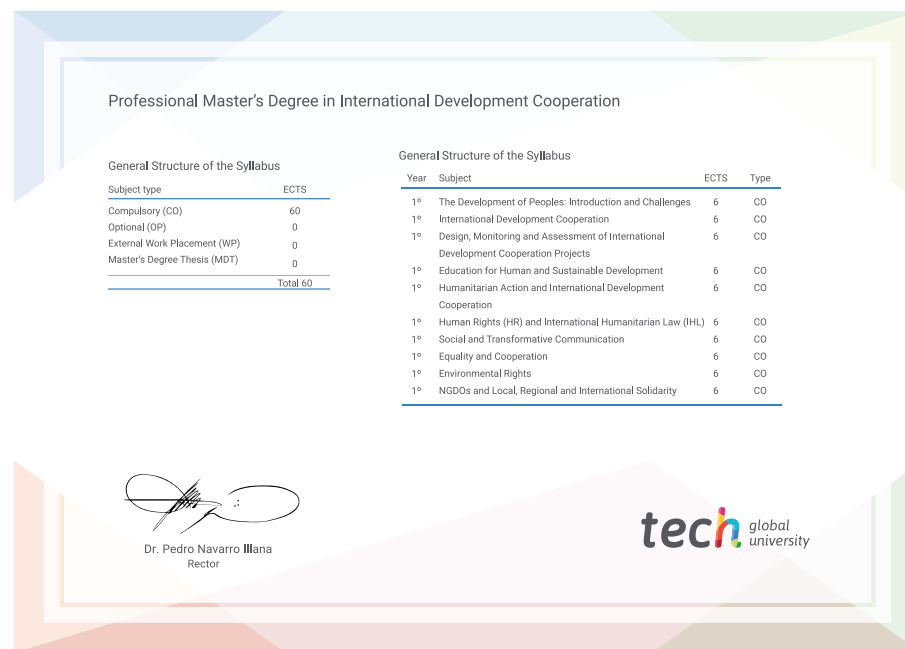 Professional Master's Degree in International Development Cooperation
General Structure of the Syllabus
Subject type ECTS
Compulsory (CO) 60
Optional (OP) 0
External Work Placement (WP) 0
Master's Degree Thesis (MDT) 0
Total 60
General Structure of the Syllabus
Year Subject ECTS Type
1º The Development of Peoples: Introduction and Challenges 6 CO
1º International Development Cooperation 6 CO
1º Design, Monitoring and Assessment of International 6 CO
Development Cooperation Projects
1º Education for Human and Sustainable Development 6 CO
1º Humanitarian Action and International Development 6 CO
Cooperation
1º Human Rights (HR) and International Humanitarian Law (IHL) 6 CO
1º Social and Transformative Communication 6 CO
1º Equality and Cooperation 6 CO
1º Environmental Rights 6 CO
1º NGDOs and Local, Regional and International Solidarity 6 CO
Dr. Pedro Navarro Illana
Rector
tech global
university